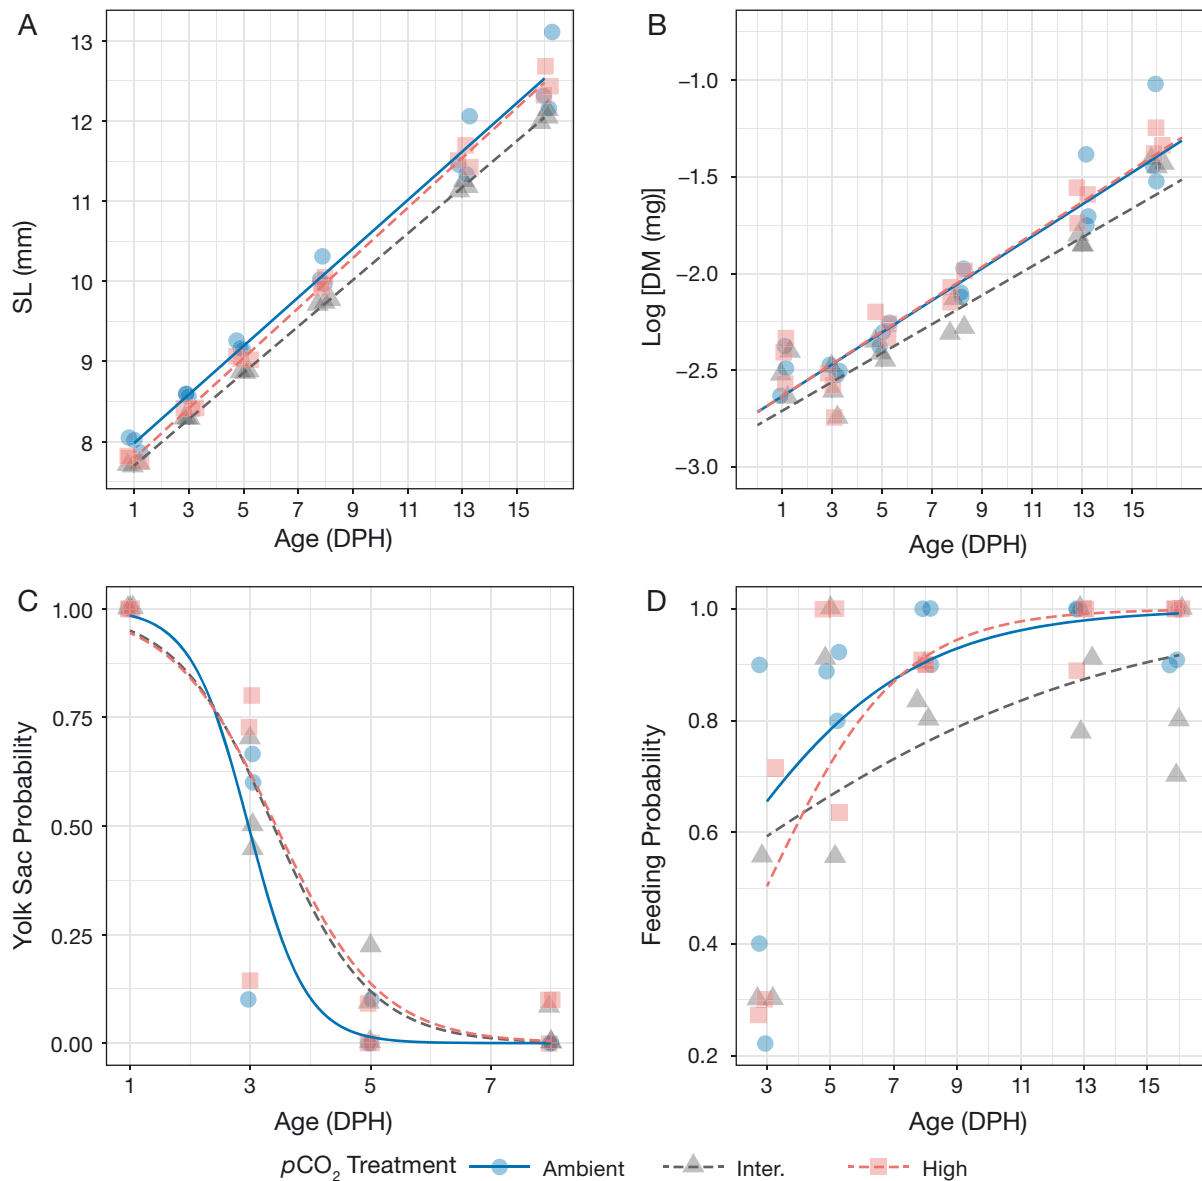 A
13
12
11
10
9
8
SL (mm)
1 3 5 7 9 11 13 15
Age (DPH)
B
−1.0
−1.5
−2.0
−2.5
−3.0
Log [DM (mg)]
1 3 5 7 9 11 13 15
Age (DPH)
C
1.00
0.75
0.50
0.25
0.00
Yolk Sac Probability
1 3 5 7
Age (DPH)
D
1.0
0.8
0.6
0.4
0.2
Feeding Probability
3 5 7 9 11 13 15
Age (DPH)
pCO2 Treatment Ambient Inter. High